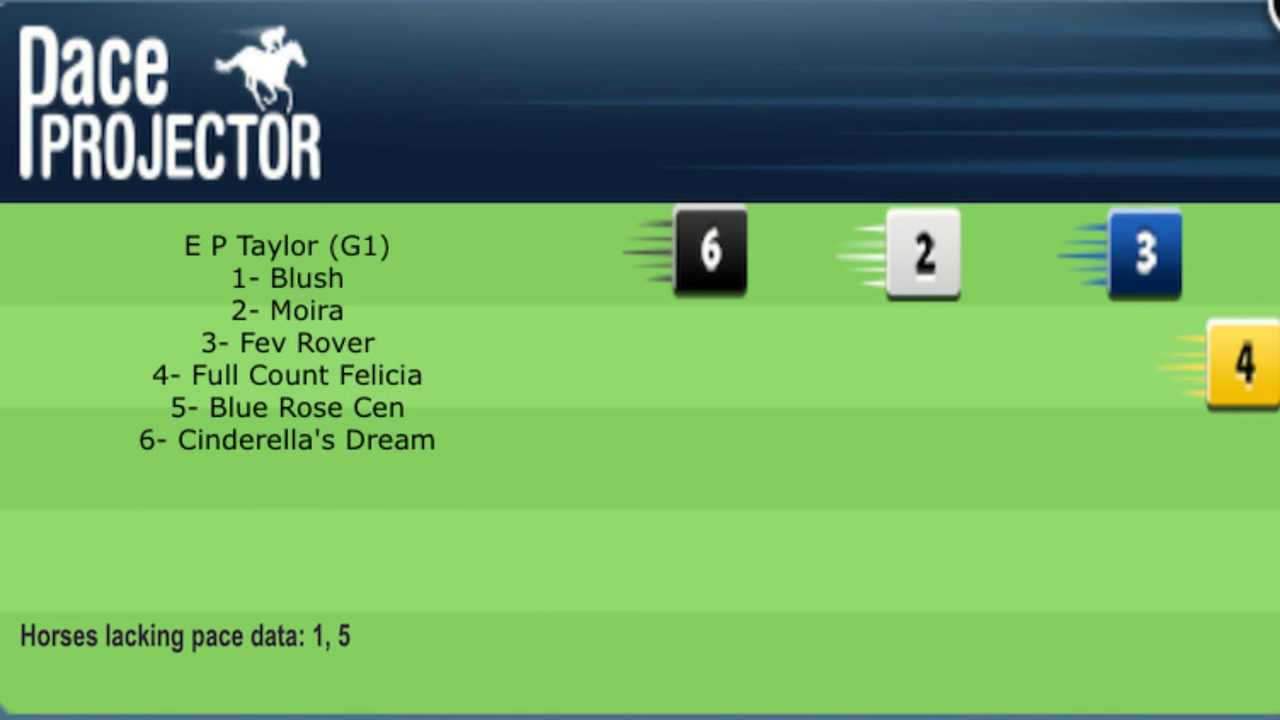 Pace
PROJECTOR
E P Taylor (G1)
1- Blush
2- Moira
3- Fev Rover
4- Full Count Felicia
5- Blue Rose Cen
6- Cinderella's Dream
6 2 3
4
Horses lacking pace data: 1, 5